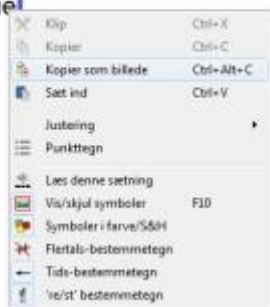 Klip Ctrl+X
Kopier Ctrl+C
Kopier som billede Ctrl+Alt+C
Sæt ind Ctrl+V
Justering
Punkttegn
Læs denne sætning
Vis/skjul symboler F10
Symboler i farve/S&H
Flertals-bestemmetegn
Tids-bestemmetegn
're/st' bestemmetegn